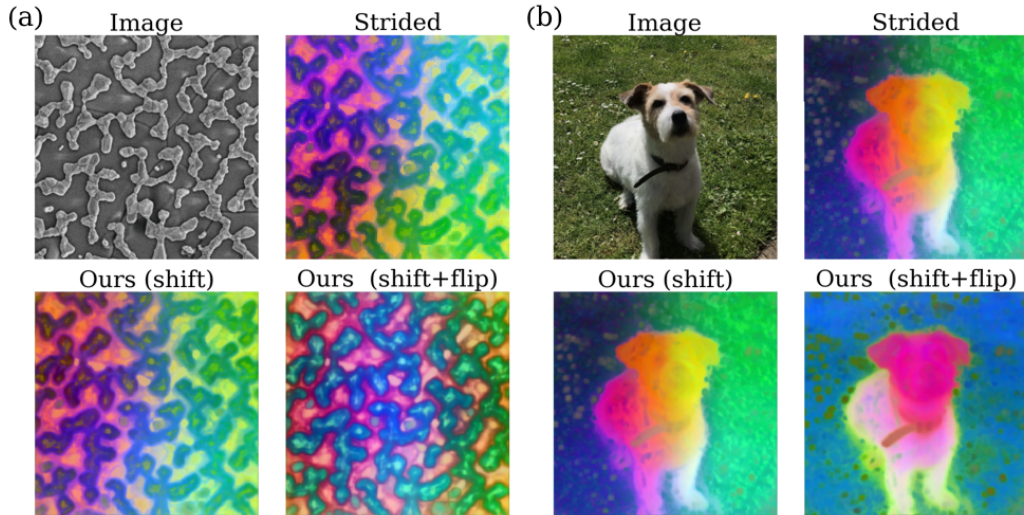 (a)
Image
Strided
(b)
Image
Strided
Ours (shift)
Ours (shift+flip)
Ours (shift)
Ours (shift+flip)